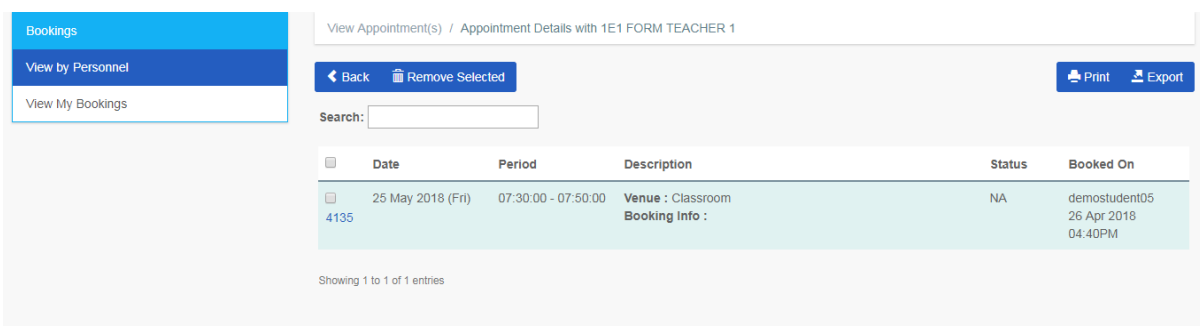 Bookings
View by Personnel
View My Bookings
View Appointment(s) / Appointment Details with 1E1 FORM TEACHER 1
Back Remove Selected Print Export
Search:
Date Period Description Status Booked On
25 May 2018 (Fri) 07:30:00 - 07:50:00 Venue : Classroom NA demostudent05
4135 Booking Info : 26 Apr 2018
04:40PM
Showing 1 to 1 of 1 entries